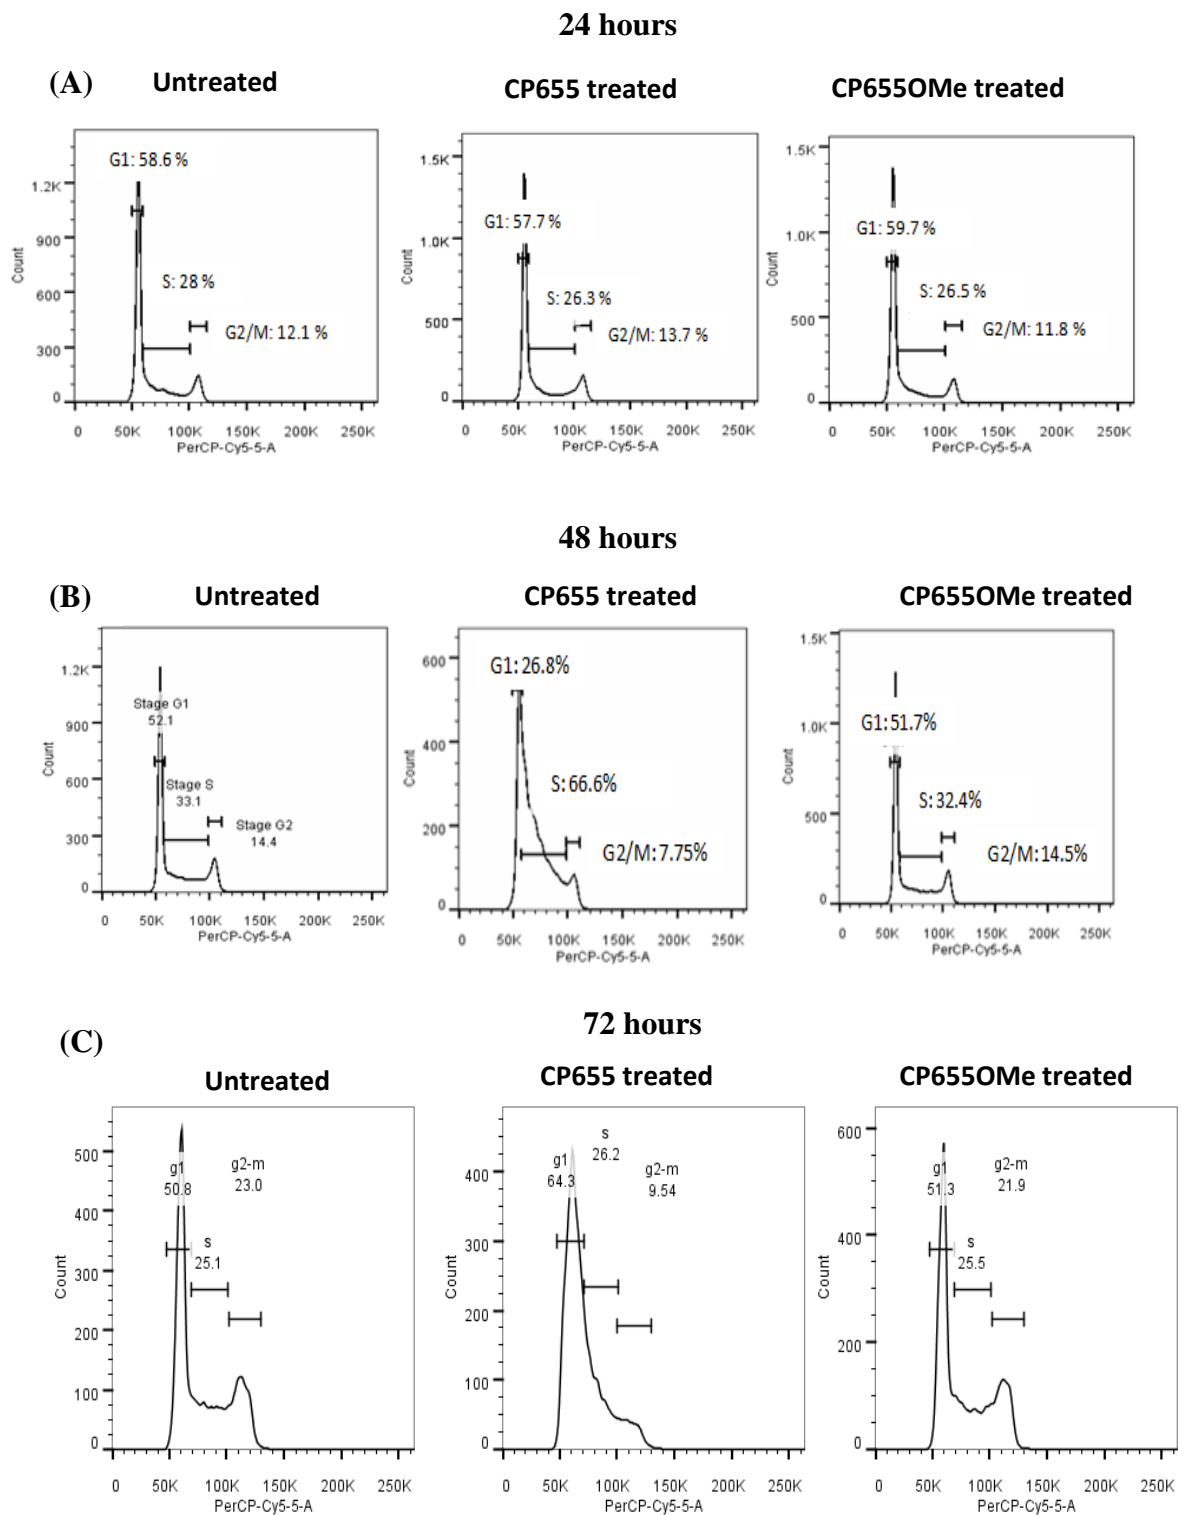 24 hours
(A)
Untreated
CP655 treated
CP655OMe treated
G1: 58.6 %
S: 28 %
G2/M: 12.1 %
1.2K
900
600
300
0
Count
0 50K 100K 150K 200K 250K
PerCP-Cy5-5-A
G1: 57.7 %
S: 26.3 %
G2/M: 13.7 %
1.5K
1.0K
500
0
Count
0 50K 100K 150K 200K 250K
PerCP-Cy5-5-A
G1: 59.7 %
S: 26.5 %
G2/M: 11.8 %
1.5K
1.0K
500
0
Count
0 50K 100K 150K 200K 250K
PerCP-Cy5-5-A
48 hours
(B)
Untreated
CP655 treated
CP655OMe treated
Stage G1
52.1
Stage S
33.1
Stage G2
14.4
1.2K
900
600
300
0
Count
0 50K 100K 150K 200K 250K
PerCP-Cy5-5-A
G1: 26.8%
S: 66.6%
G2/M: 7.75%
600
400
200
0
Count
0 50K 100K 150K 200K 250K
PerCP-Cy5-5-A
G1: 51.7%
S: 32.4%
G2/M: 14.5%
1.5K
1.0K
500
0
Count
0 50K 100K 150K 200K 250K
PerCP-Cy5-5-A
72 hours
(C)
Untreated
CP655 treated
CP655OMe treated
g1
50.8
g2-m
23.0
s
25.1
500
400
300
200
100
0
Count
0 50K 100K 150K 200K 250K
PerCP-Cy5-5-A
s
26.2
g1
64.3
g2-m
9.54
400
300
200
100
0
Count
0 50K 100K 150K 200K 250K
PerCP-Cy5-5-A
g1
51.3
g2-m
21.9
s
25.5
600
400
200
0
Count
0 50K 100K 150K 200K 250K
PerCP-Cy5-5-A